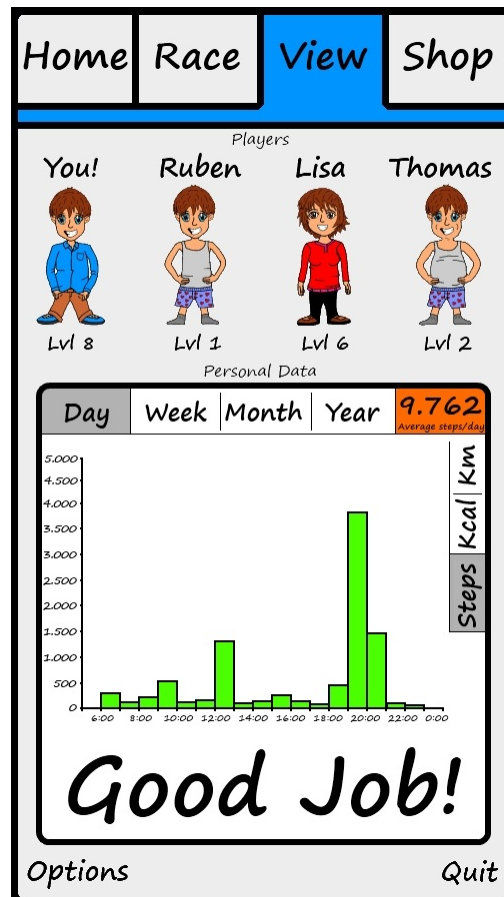 Home Race View Shop
Players
You! Ruben Lisa Thomas
Lvl 8 Lvl 1 Lvl 6 Lvl 2
Personal Data
Day Week Month Year 9.762
Average steps/day
Km
Kcal
Steps
5.000
4.500
4.000
3.500
3.000
2.500
2.000
1.500
1.000
500
0
6:00 8:00 10:00 12:00 14:00 16:00 18:00 20:00 22:00 0:00
Good Job!
Options Quit